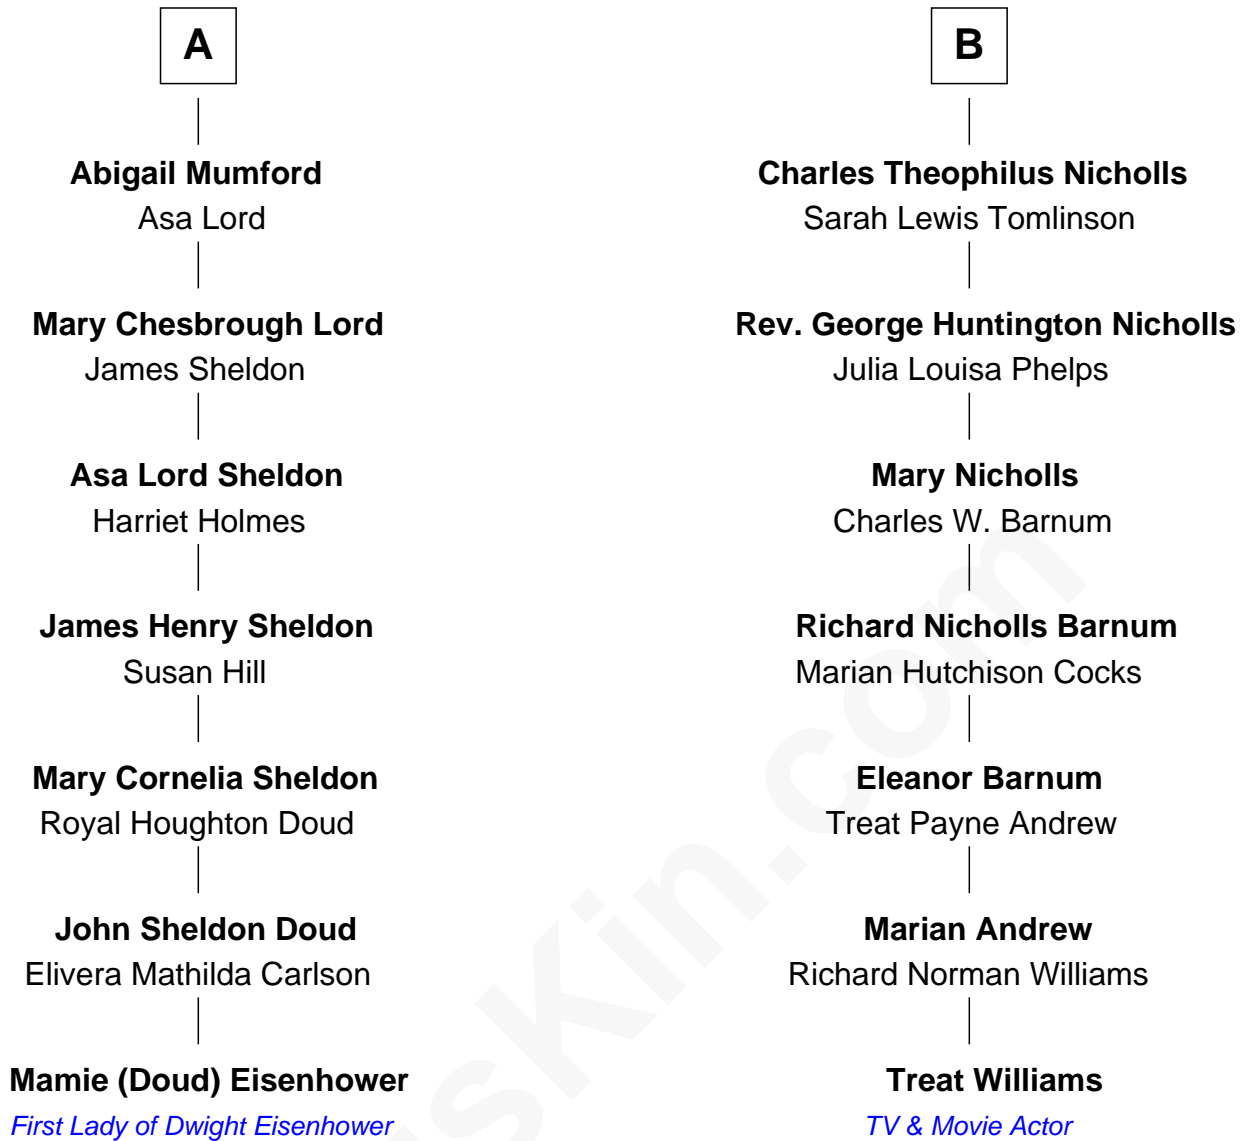 A
Abigail Mumford
Asa Lord
Mary Chesbrough Lord
James Sheldon
Asa Lord Sheldon
Harriet Holmes
James Henry Sheldon
Susan Hill
Mary Cornelia Sheldon
Royal Houghton Doud
John Sheldon Doud
Elivera Mathilda Carlson
Mamie (Doud) Eisenhower
First Lady of Dwight Eisenhower
B
Charles Theophilus Nicholls
Sarah Lewis Tomlinson
Rev. George Huntington Nicholls
Julia Louisa Phelps
Mary Nicholls
Charles W. Barnum
Richard Nicholls Barnum
Marian Hutchison Cocks
Eleanor Barnum
Treat Payne Andrew
Marian Andrew
Richard Norman Williams
Treat Williams
TV & Movie Actor